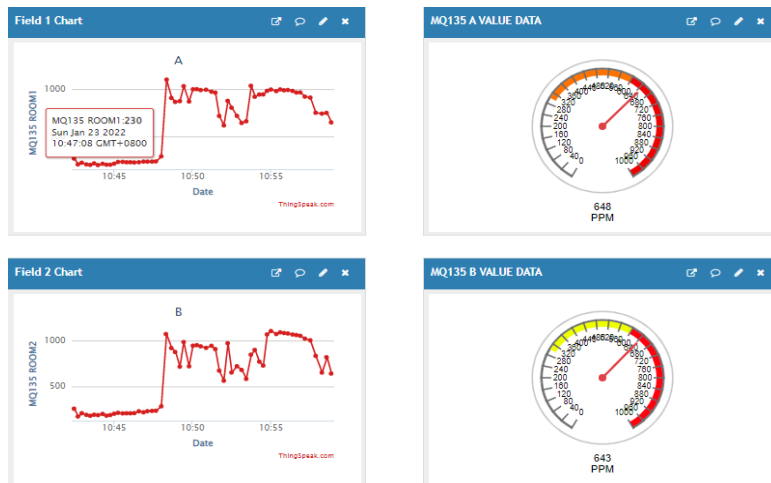 Field 1 Chart
A
MQ135 ROOM1
1000
MQ135 ROOM1:230
Sun Jan 23 2022
10:47:08 GMT+0800
10:45 10:50 10:55
Date
ThingSpeak.com
MQ135 A VALUE DATA
0
40
80
120
160
200
240
280
320
680
720
760
800
840
880
920
1000
648
PPM
Field 2 Chart
B
MQ135 ROOM2
1000
500
10:45 10:50 10:55
Date
ThingSpeak.com
MQ135 B VALUE DATA
0
40
80
120
160
200
240
280
320
680
720
760
800
840
880
920
1000
643
PPM